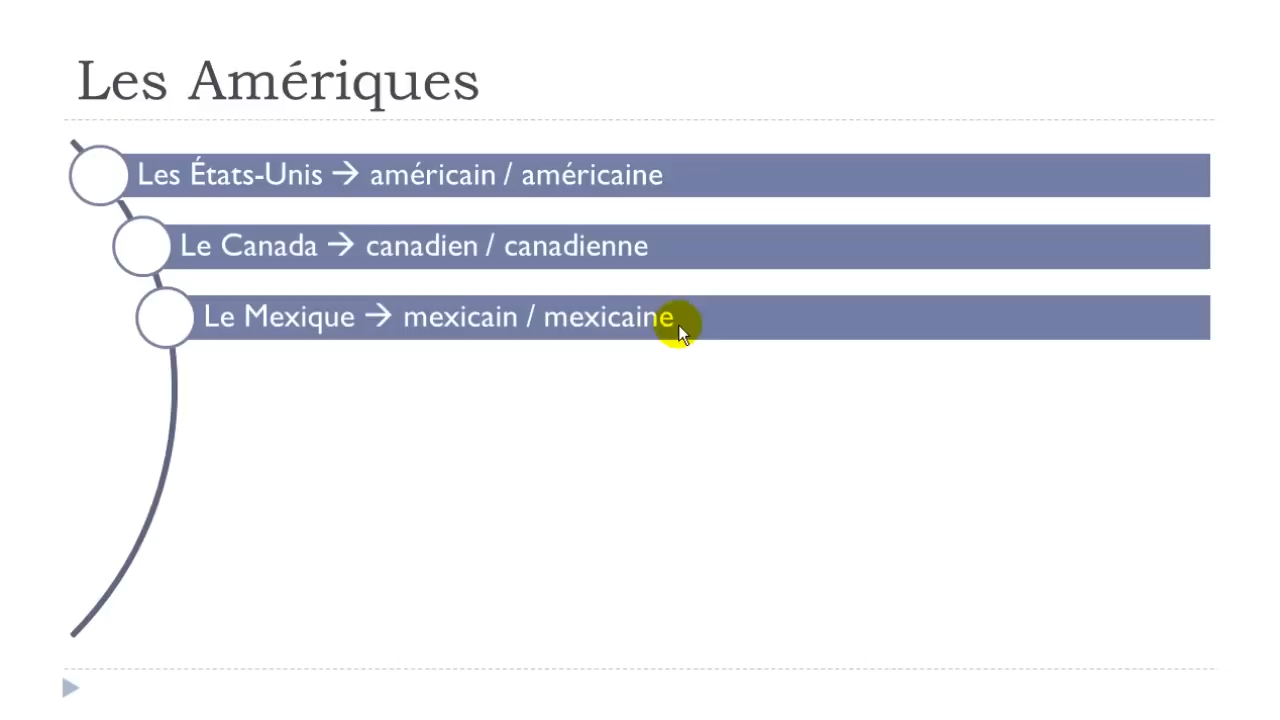 Les Amériques
Les États-Unis → américain / américaine
Le Canada → canadien / canadienne
Le Mexique → mexicain / mexicaine